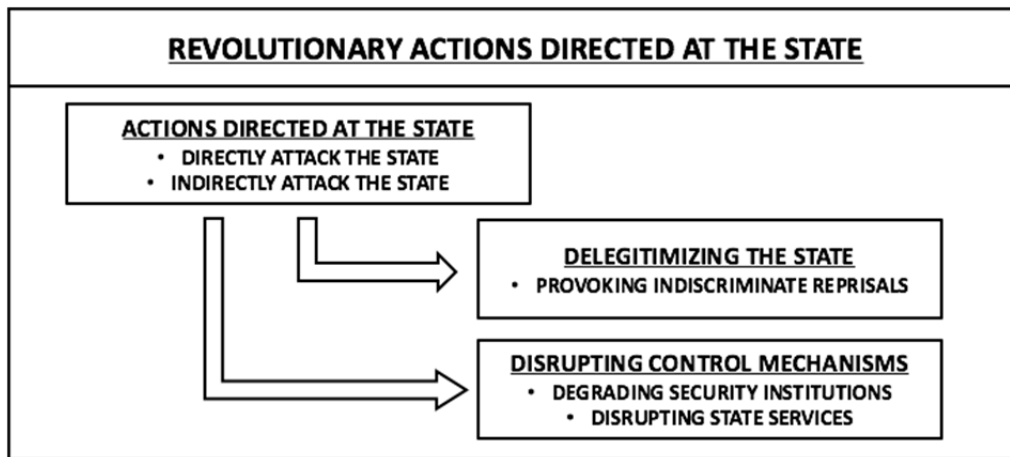 REVOLUTIONARY ACTIONS DIRECTED AT THE STATE
ACTIONS DIRECTED AT THE STATE
• DIRECTLY ATTACK THE STATE
• INDIRECTLY ATTACK THE STATE
DELEGITIMIZING THE STATE
• PROVOKING INDISCRIMINATE REPRISALS
DISRUPTING CONTROL MECHANISMS
• DEGRADING SECURITY INSTITUTIONS
• DISRUPTING STATE SERVICES